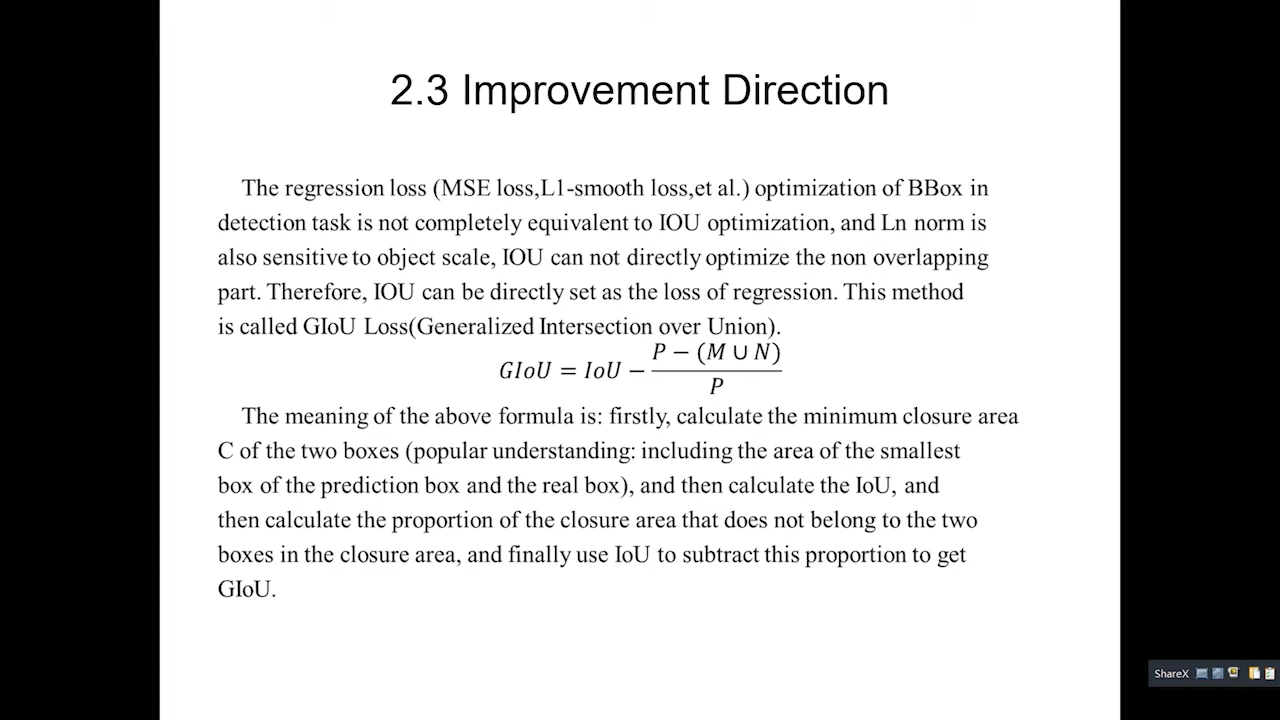 2.3 Improvement Direction
The regression loss (MSE loss,L1-smooth loss,et al.) optimization of BBox in
detection task is not completely equivalent to IOU optimization, and Ln norm is
also sensitive to object scale, IOU can not directly optimize the non overlapping
part. Therefore, IOU can be directly set as the loss of regression. This method
is called GIoU Loss(Generalized Intersection over Union).
GIoU = IoU − \frac{P − (M ∪ N)}{P}
The meaning of the above formula is: firstly, calculate the minimum closure area
C of the two boxes (popular understanding: including the area of the smallest
box of the prediction box and the real box), and then calculate the IoU, and
then calculate the proportion of the closure area that does not belong to the two
boxes in the closure area, and finally use IoU to subtract this proportion to get
GIoU.
ShareX